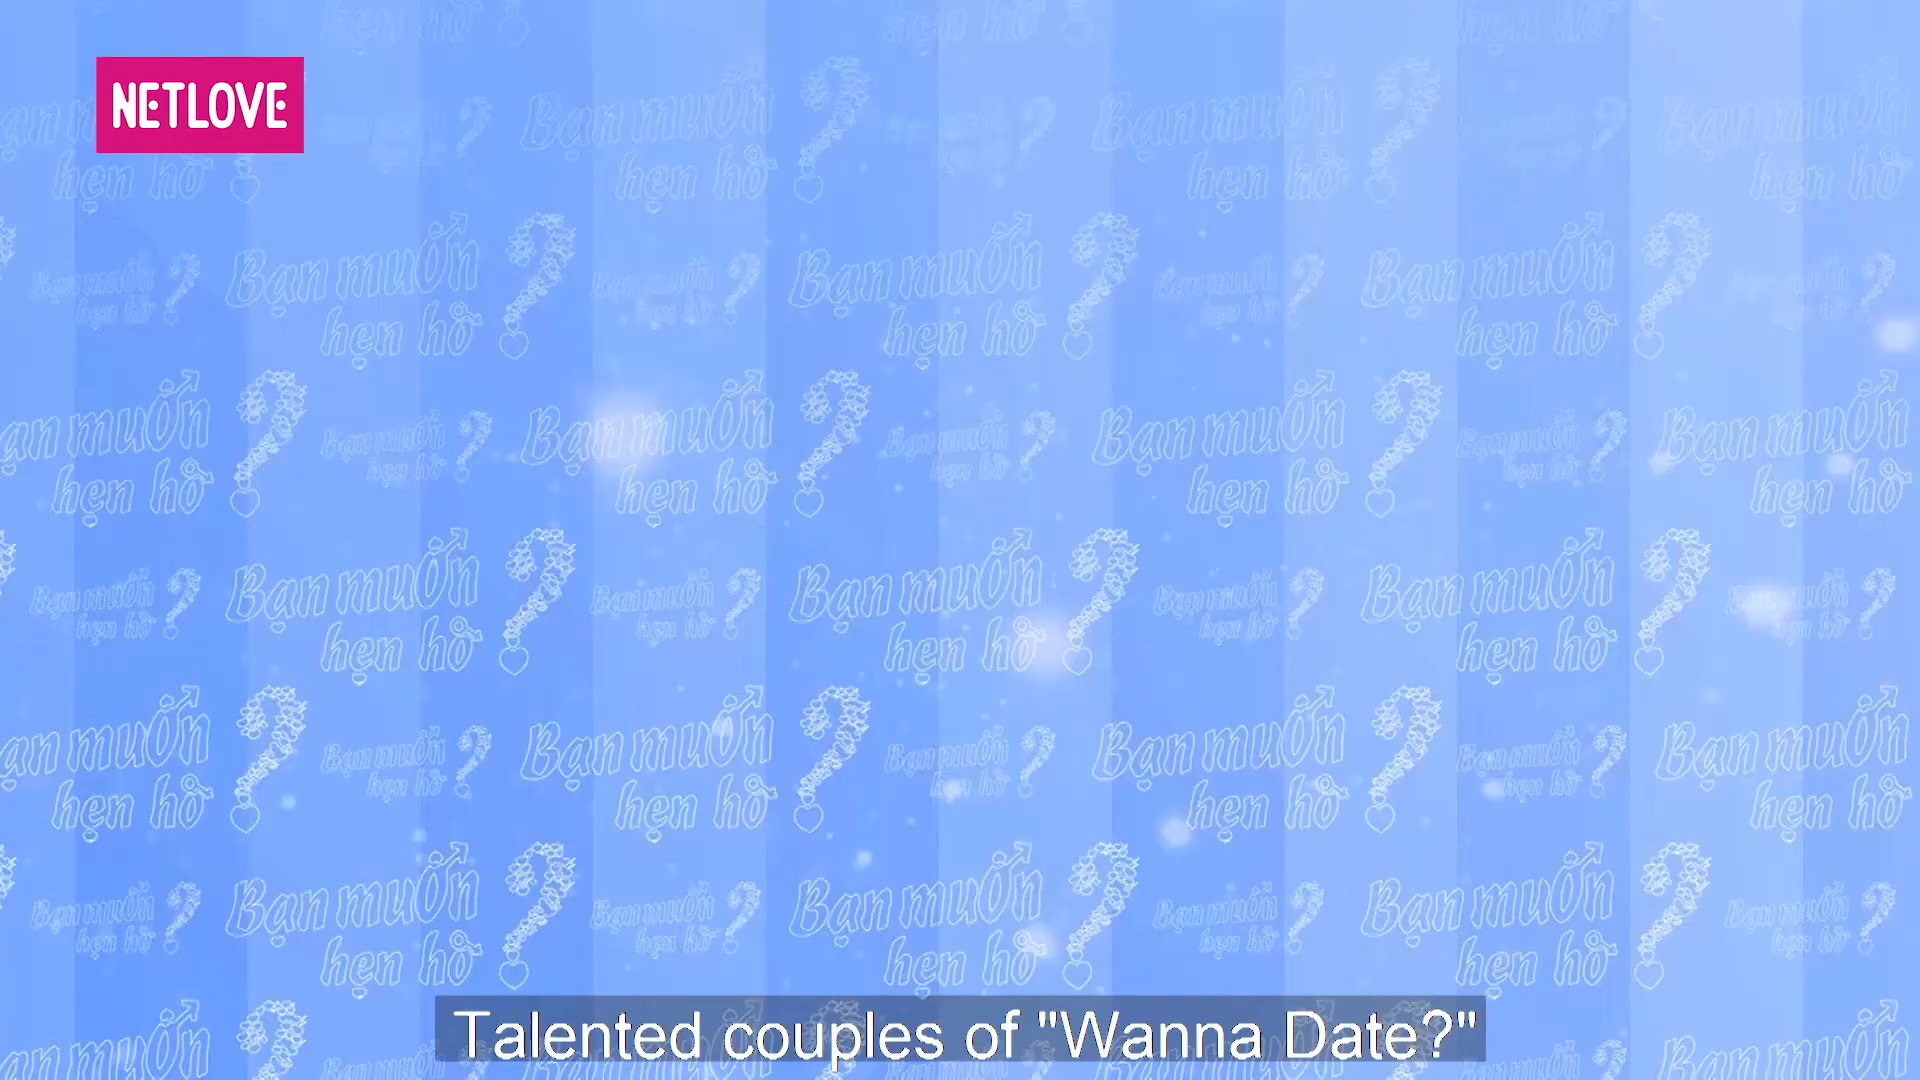 NETLOVE
Bạn muốn
hẹn hò ?
Talented couples of "Wanna Date?"